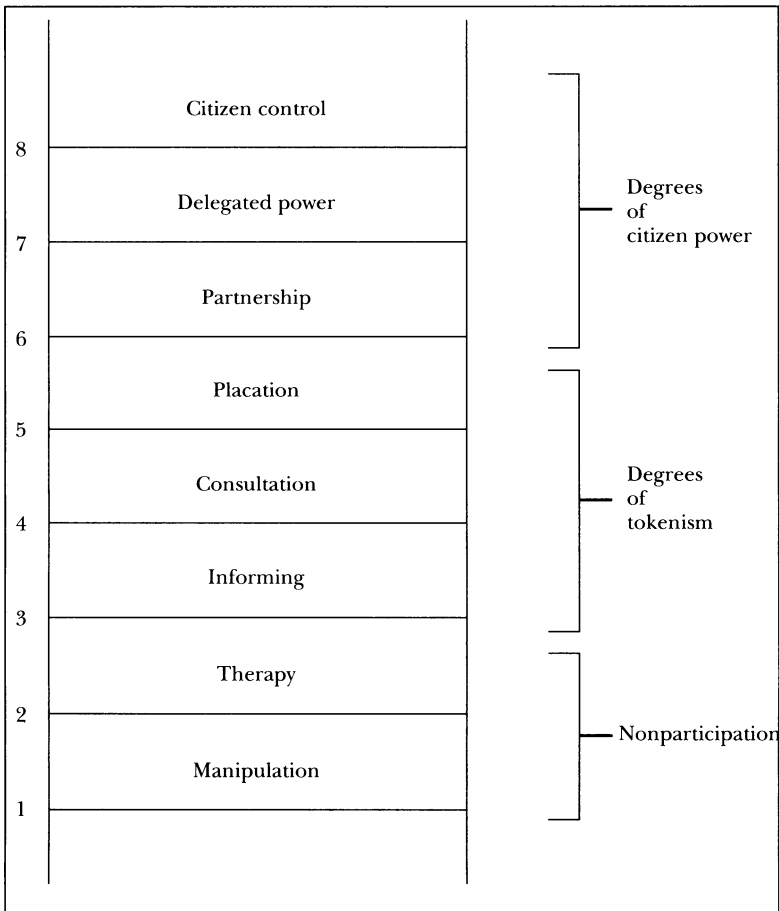 Citizen control
8
Delegated power
7
Partnership
6
Placation
5
Consultation
4
Informing
3
Therapy
2
Manipulation
1
Degrees
of
citizen power
Degrees
of
tokenism
Nonparticipation